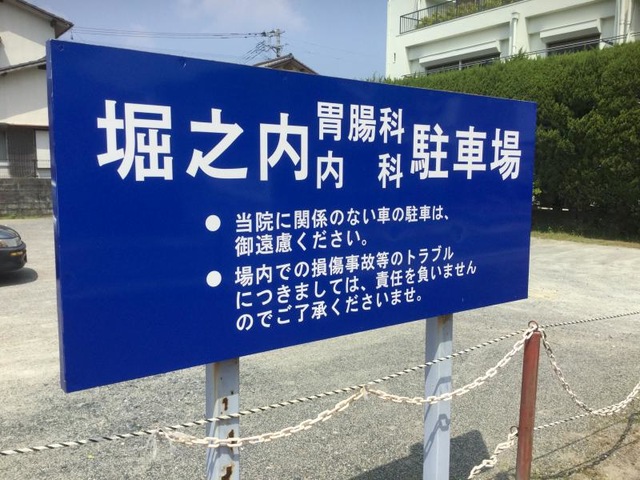 堀之内胃腸科内科駐車場
● 当院に関係のない車の駐車は、
御遠慮ください。
● 場内での損傷事故等のトラブル
につきましては、責任を負いません
のでご了承くださいませ。